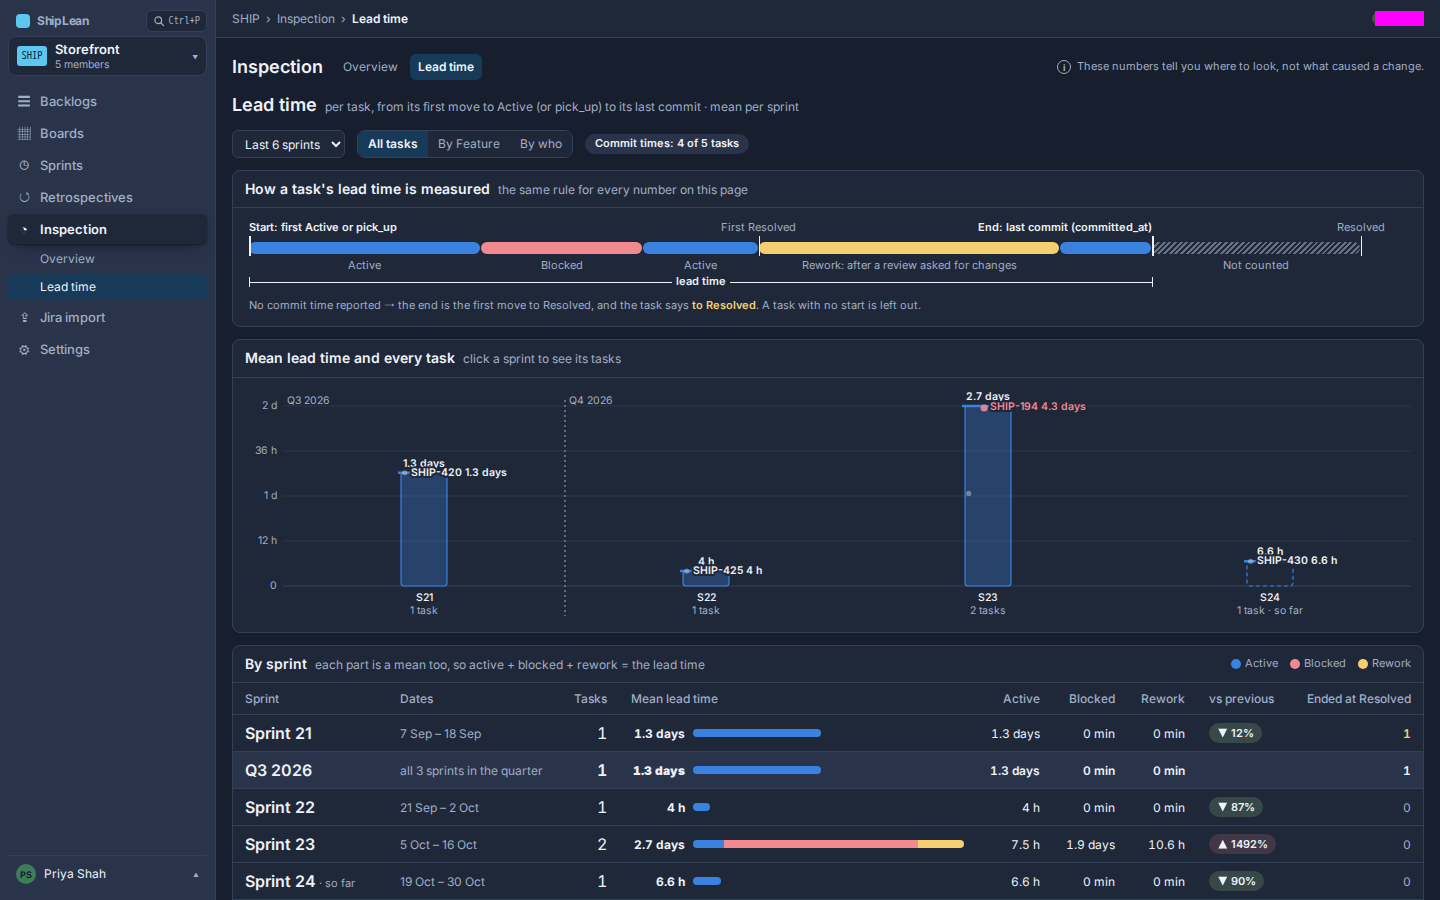 ShipLean
Ctrl+P
SHIP
Storefront
5 members
Backlogs
Boards
Sprints
Retrospectives
Inspection
Overview
Lead time
Jira import
Settings
PS
Priya Shah
SHIP › Inspection › Lead time
Inspection
Overview
Lead time
These numbers tell you where to look, not what caused a change.
Lead time per task, from its first move to Active (or pick_up) to its last commit · mean per sprint
Last 6 sprints
All tasks
By Feature
By who
Commit times: 4 of 5 tasks
How a task's lead time is measured the same rule for every number on this page
Start: first Active or pick_up
First Resolved
End: last commit (committed_at)
Resolved
Active
Blocked
Active
Rework: after a review asked for changes
Not counted
lead time
No commit time reported → the end is the first move to Resolved, and the task says to Resolved. A task with no start is left out.
Mean lead time and every task click a sprint to see its tasks
2 d
36 h
1 d
12 h
0
Q3 2026
Q4 2026
1.3 days
SHIP-420 1.3 days
4 h
SHIP-425 4 h
2.7 days
SHIP-194 4.3 days
6.6 h
SHIP-430 6.6 h
S21
1 task
S22
1 task
S23
2 tasks
S24
1 task · so far
By sprint each part is a mean too, so active + blocked + rework = the lead time
Active Blocked Rework
Sprint Dates Tasks Mean lead time Active Blocked Rework vs previous Ended at Resolved
Sprint 21 7 Sep – 18 Sep 1 1.3 days 1.3 days 0 min 0 min ▼ 12% 1
Q3 2026 all 3 sprints in the quarter 1 1.3 days 1.3 days 0 min 0 min 1
Sprint 22 21 Sep – 2 Oct 1 4 h 4 h 0 min 0 min ▼ 87% 0
Sprint 23 5 Oct – 16 Oct 2 2.7 days 7.5 h 1.9 days 10.6 h ▲ 1492% 0
Sprint 24 · so far 19 Oct – 30 Oct 1 6.6 h 6.6 h 0 min 0 min ▼ 90% 0